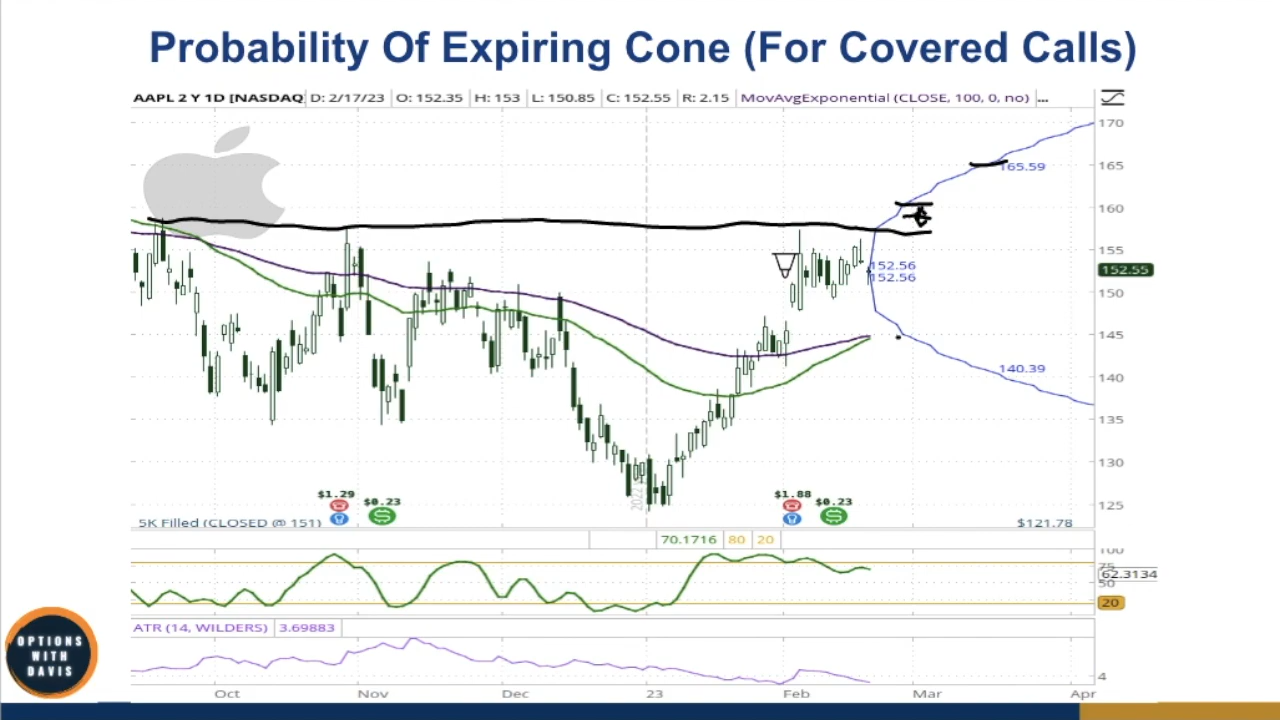 Probability Of Expiring Cone (For Covered Calls)
AAPL 2 Y 1D [NASDAQ D: 2/17/23 O: 152.35 H: 153 L: 150.85 C: 152.55 R: 2.15 MovAvgExponential (CLOSE, 100, 0, no) ...
170
165
165.59
160
155
152.56
152.56
152.55
150
145
140.39
140
135
130
125
$1.29
$0.23
$1.88
$0.23
5K Filled (CLOSED @ 151)
$121.78
70.1716 80 20
100
75
62.3134
50
20
ATR (14, WILDERS) 3.69883
4
OPTIONS
WITH
DAVIS
Oct Nov Dec 23 Feb Mar Apr